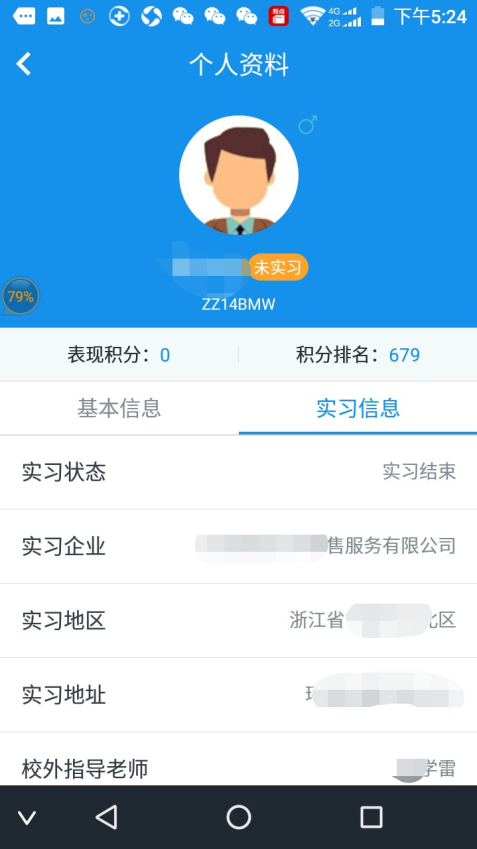 4G
2G
下午5:24
个人资料
未实习
79%
ZZ14BMW
表现积分：0
积分排名：679
基本信息
实习信息
实习状态
实习结束
实习企业
售服务有限公司
实习地区
浙江省 北区
实习地址
校外指导老师
学雷